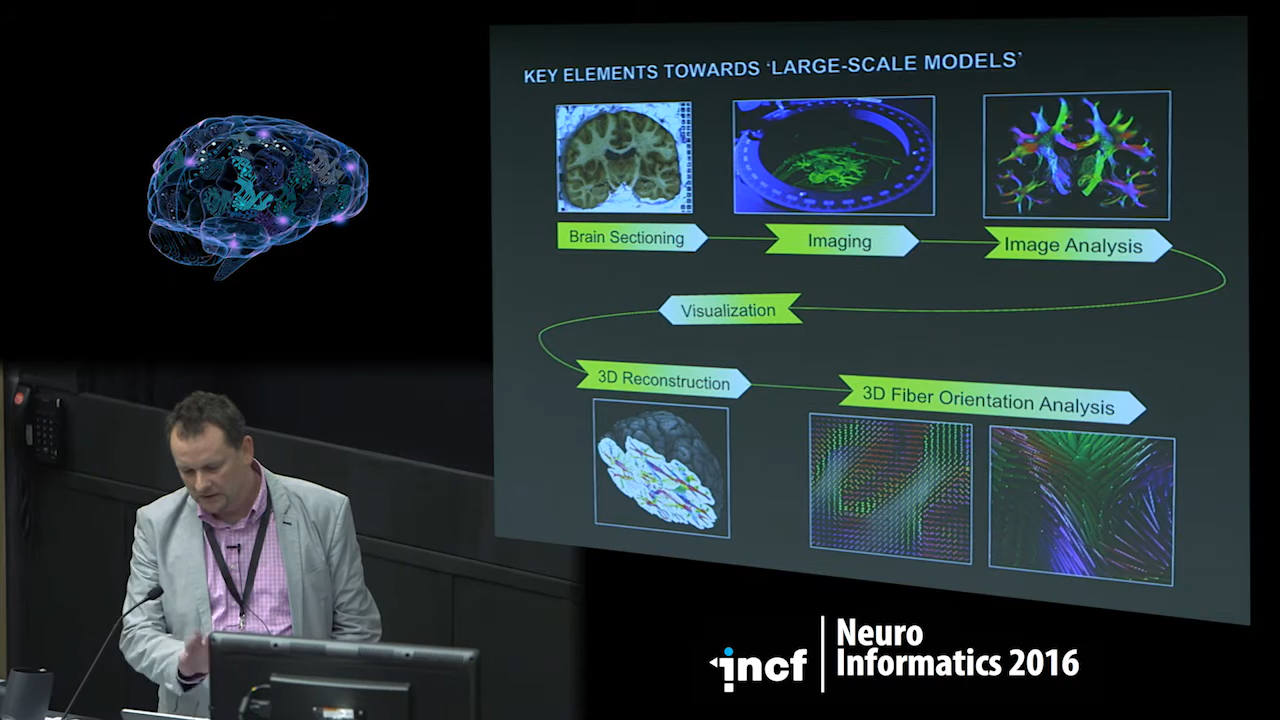 KEY ELEMENTS TOWARDS ‘LARGE-SCALE MODELS’
Brain Sectioning
Imaging
Image Analysis
Visualization
3D Reconstruction
3D Fiber Orientation Analysis
incf
Neuro
Informatics 2016